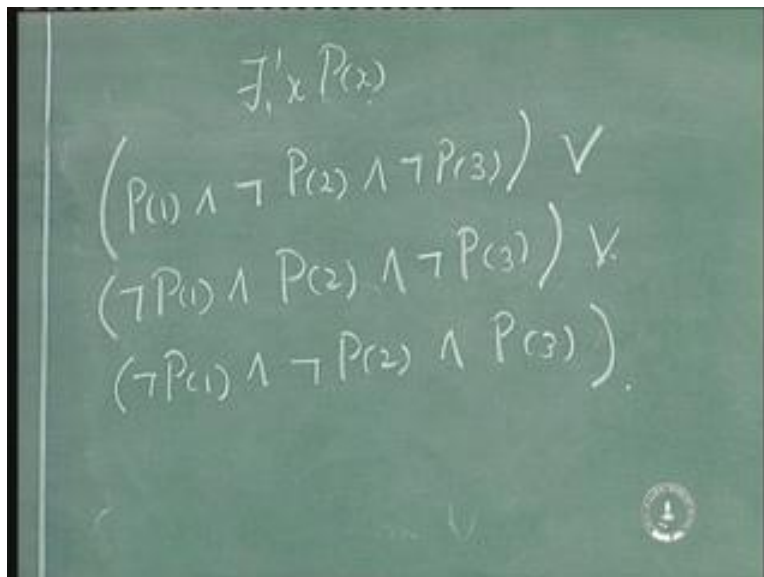 ∃!x P(x)
(P(1) ∧ ¬ P(2) ∧ ¬P(3)) ∨
(¬P(1) ∧ P(2) ∧ ¬P(3)) ∨
(¬P(1) ∧ ¬P(2) ∧ P(3)).